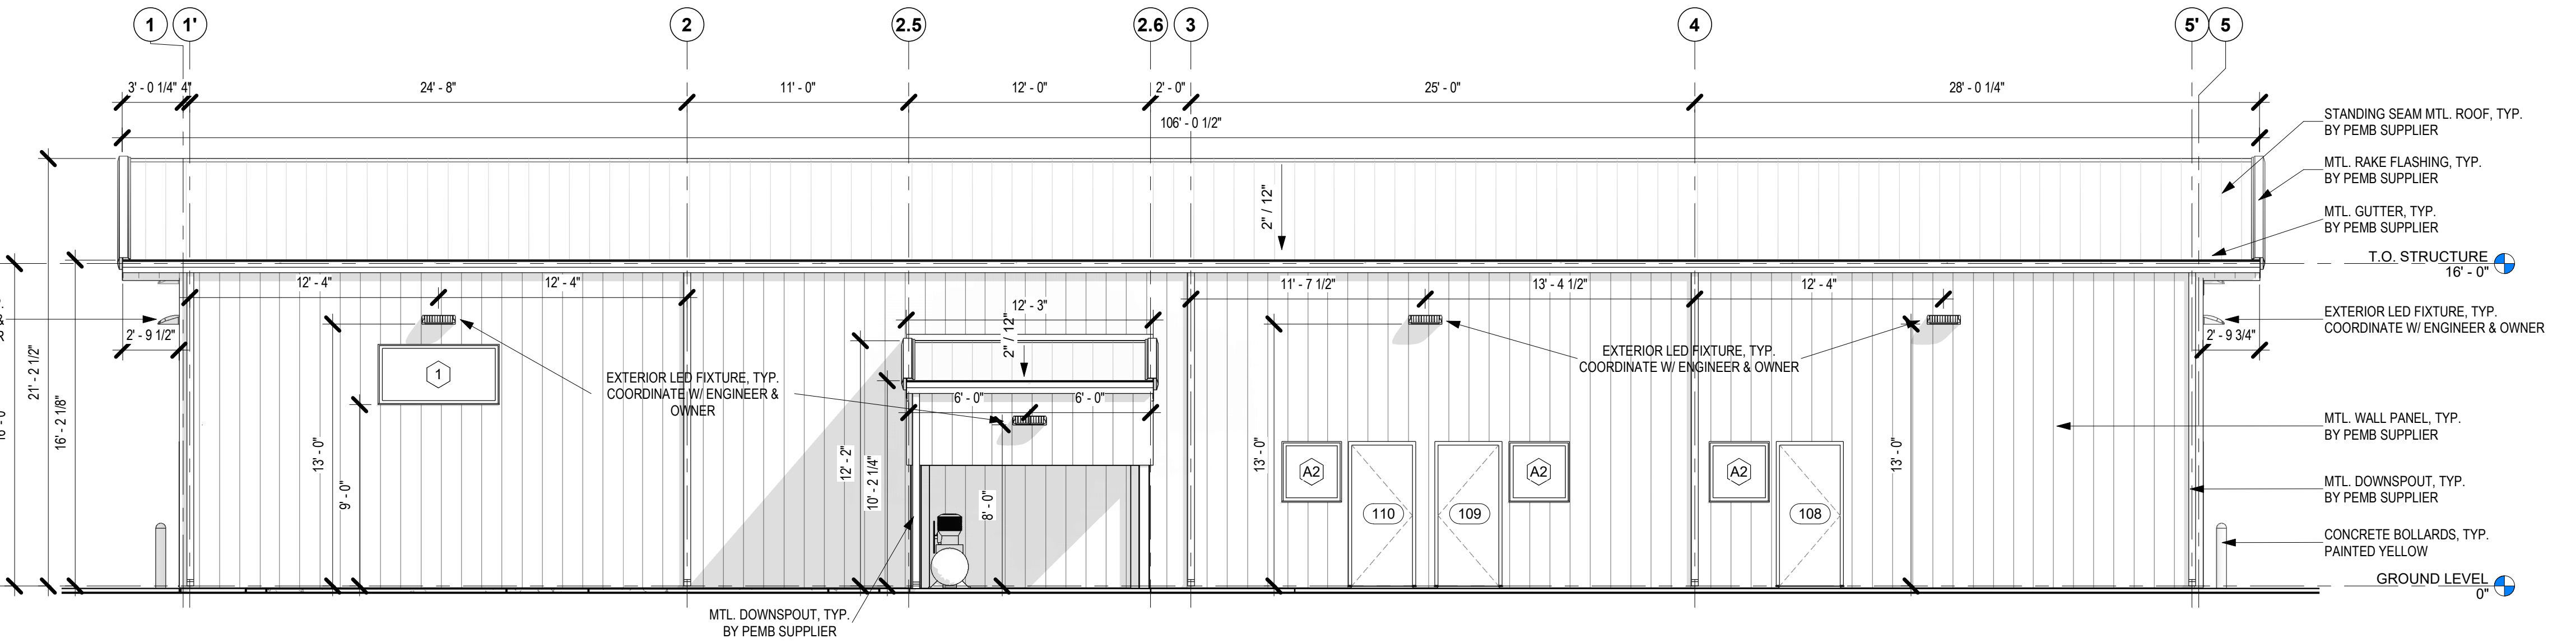 1
1'
2
2.5
2.6
3
4
5'
5
3' - 0 1/4"
4"
24' - 8"
11' - 0"
12' - 0"
2' - 0"
25' - 0"
28' - 0 1/4"
106' - 0 1/2"
STANDING SEAM MTL. ROOF, TYP.
BY PEMB SUPPLIER
MTL. RAKE FLASHING, TYP.
BY PEMB SUPPLIER
MTL. GUTTER, TYP.
BY PEMB SUPPLIER
T.O. STRUCTURE
16' - 0"
2" / 12"
21' - 2 1/2"
16' - 2 1/8"
12' - 4"
12' - 4"
12' - 3"
2" / 12"
11' - 7 1/2"
13' - 4 1/2"
12' - 4"
2' - 9 1/2"
2' - 9 3/4"
EXTERIOR LED FIXTURE, TYP.
COORDINATE W/ ENGINEER & OWNER
EXTERIOR LED FIXTURE, TYP.
COORDINATE W/ ENGINEER & OWNER
1
EXTERIOR LED FIXTURE, TYP.
COORDINATE W/ ENGINEER &
OWNER
6' - 0"
6' - 0"
13' - 0"
9' - 0"
12' - 2"
10' - 2 1/4"
8' - 0"
13' - 0"
13' - 0"
A2
A2
A2
110
109
108
MTL. WALL PANEL, TYP.
BY PEMB SUPPLIER
MTL. DOWNSPOUT, TYP.
BY PEMB SUPPLIER
CONCRETE BOLLARDS, TYP.
PAINTED YELLOW
GROUND LEVEL
0"
MTL. DOWNSPOUT, TYP.
BY PEMB SUPPLIER